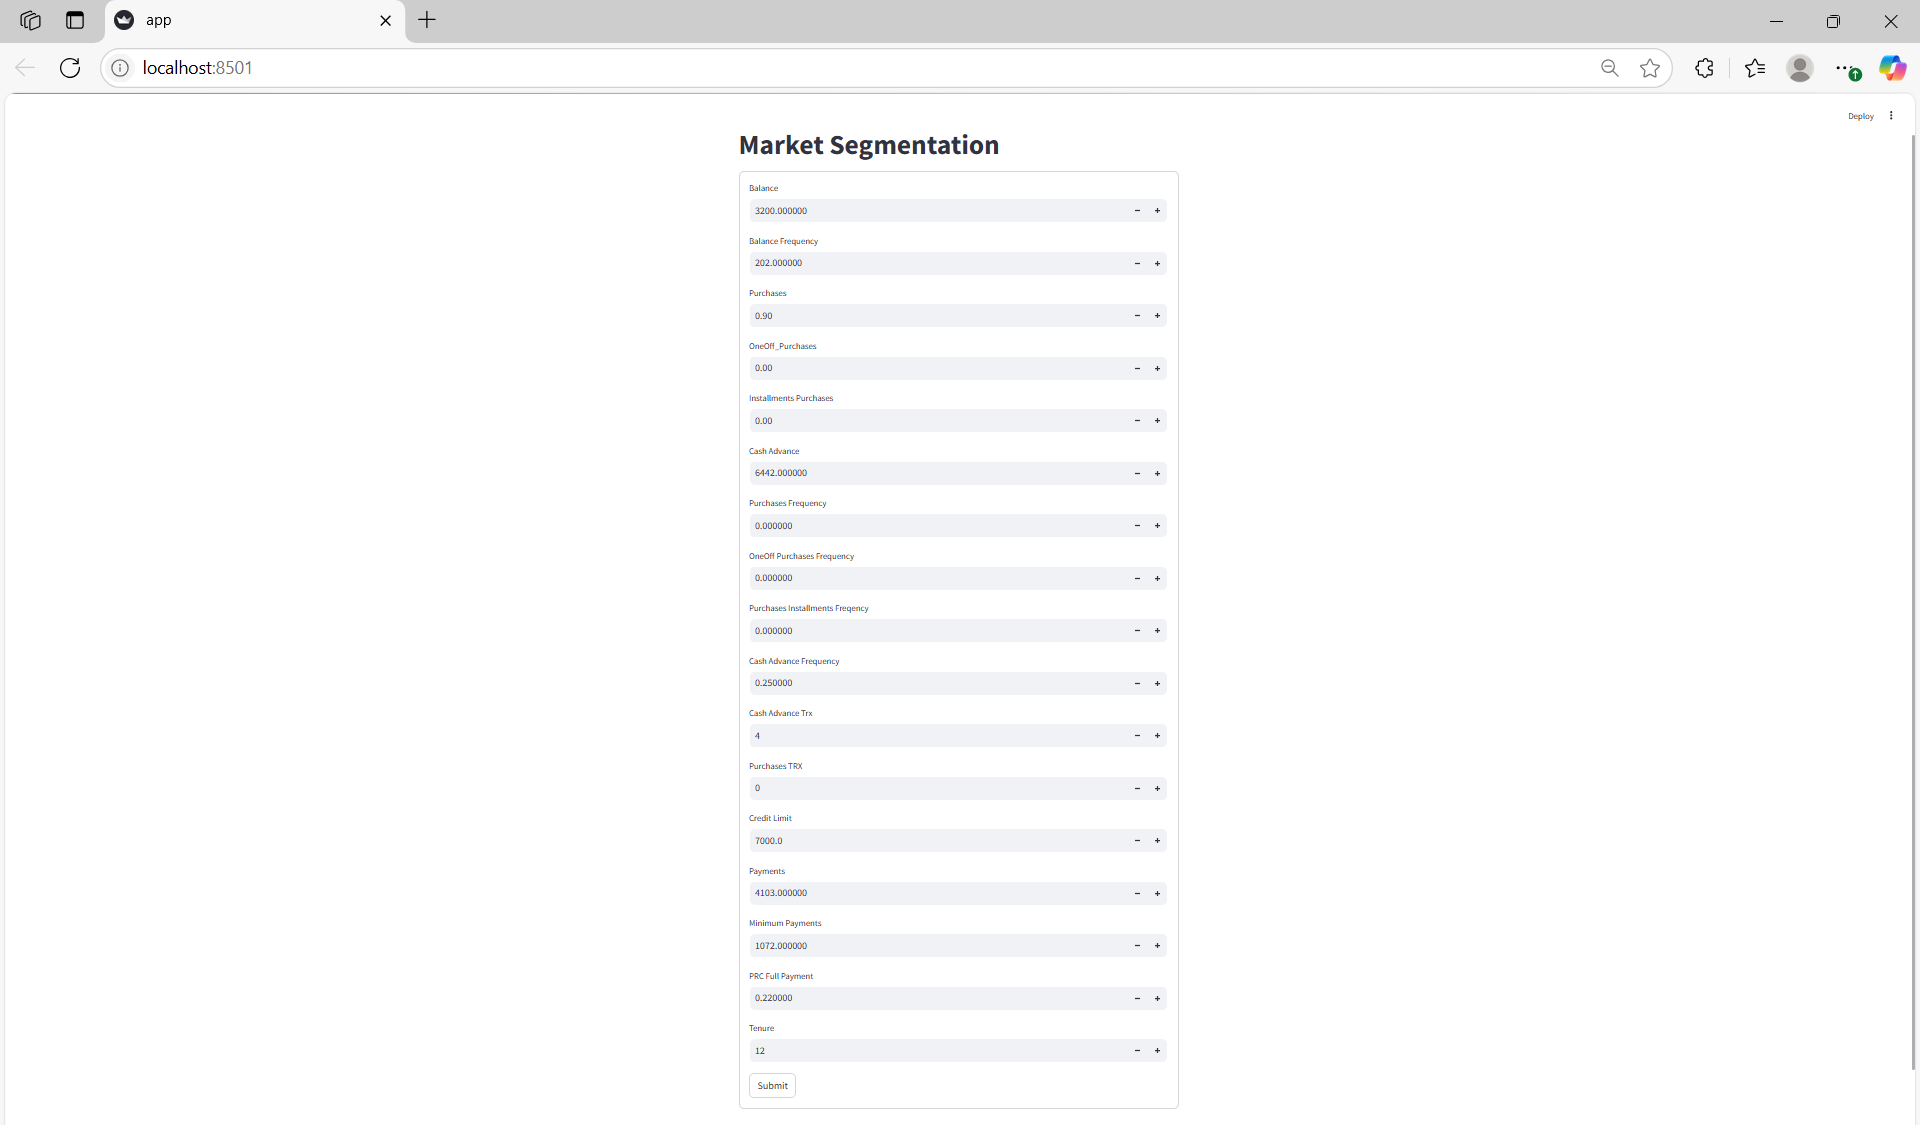 app
localhost:8501
Deploy
Market Segmentation
Balance
3200.000000
Balance Frequency
202.000000
Purchases
0.90
OneOff_Purchases
0.00
Installments Purchases
0.00
Cash Advance
6442.000000
Purchases Frequency
0.000000
OneOff Purchases Frequency
0.000000
Purchases Installments Freqency
0.000000
Cash Advance Frequency
0.250000
Cash Advance Trx
4
Purchases TRX
0
Credit Limit
7000.0
Payments
4103.000000
Minimum Payments
1072.000000
PRC Full Payment
0.220000
Tenure
12
Submit